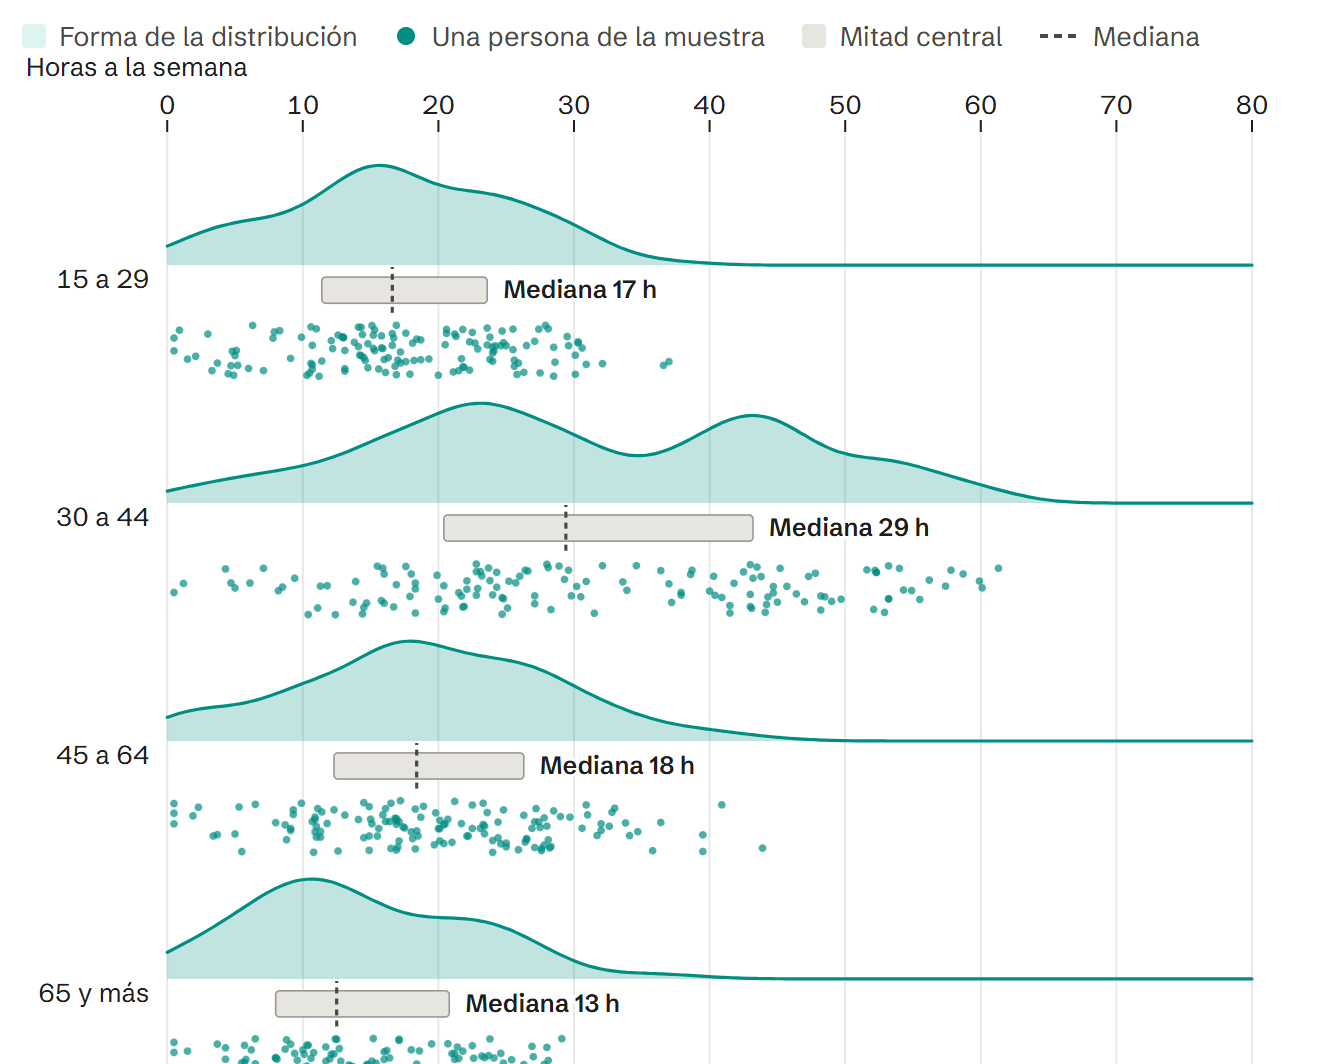 Forma de la distribución Una persona de la muestra Mitad central Mediana
Horas a la semana
0 10 20 30 40 50 60 70 80
15 a 29
Mediana 17 h
30 a 44
Mediana 29 h
45 a 64
Mediana 18 h
65 y más
Mediana 13 h